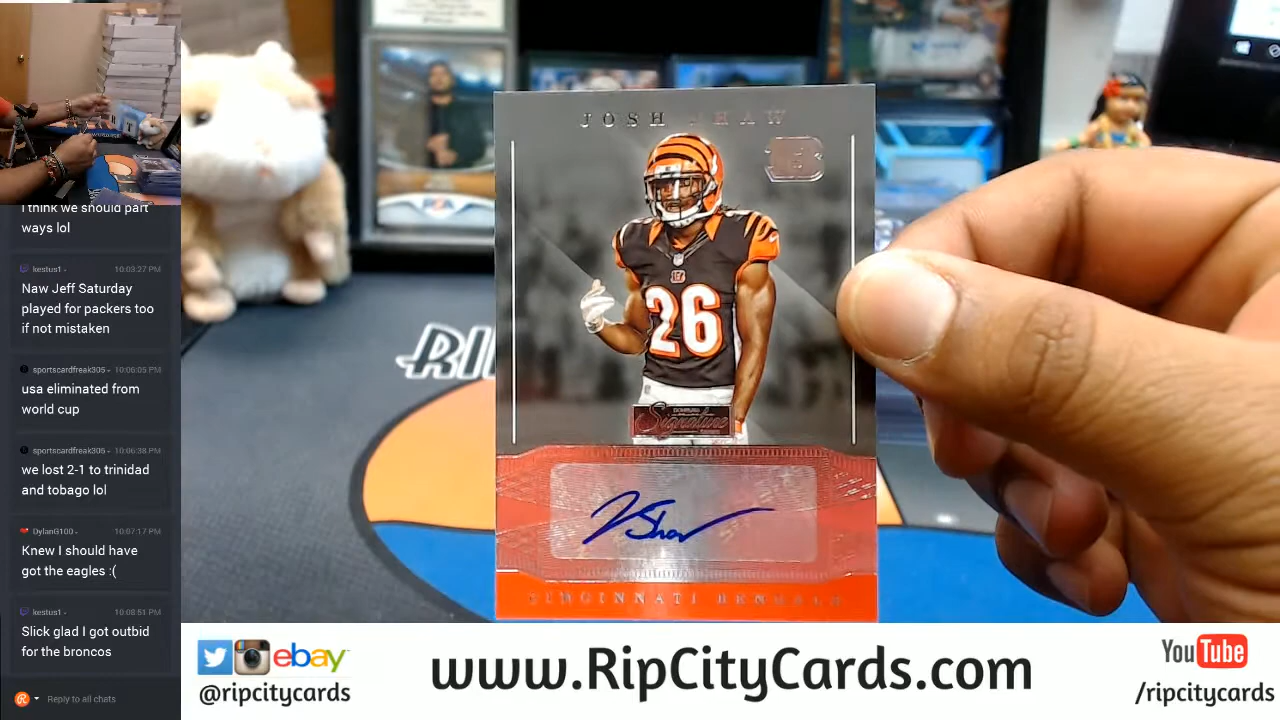 I think we should part
ways lol
kestus1 - 10:03:27 PM
Naw Jeff Saturday
played for packers too
if not mistaken
sportscardfreak305 - 10:06:05 PM
usa eliminated from
world cup
sportscardfreak305 - 10:06:38 PM
we lost 2-1 to trinidad
and tobago lol
DylanG100 - 10:07:17 PM
Knew I should have
got the eagles :(
kestus1 - 10:08:51 PM
Slick glad I got outbid
for the broncos
Reply to all chats
JOSH SHAW
26
Signature
CINCINNATI BENGALS
ebay
@ripcitycards
www.RipCityCards.com
YouTube
/ripcitycards